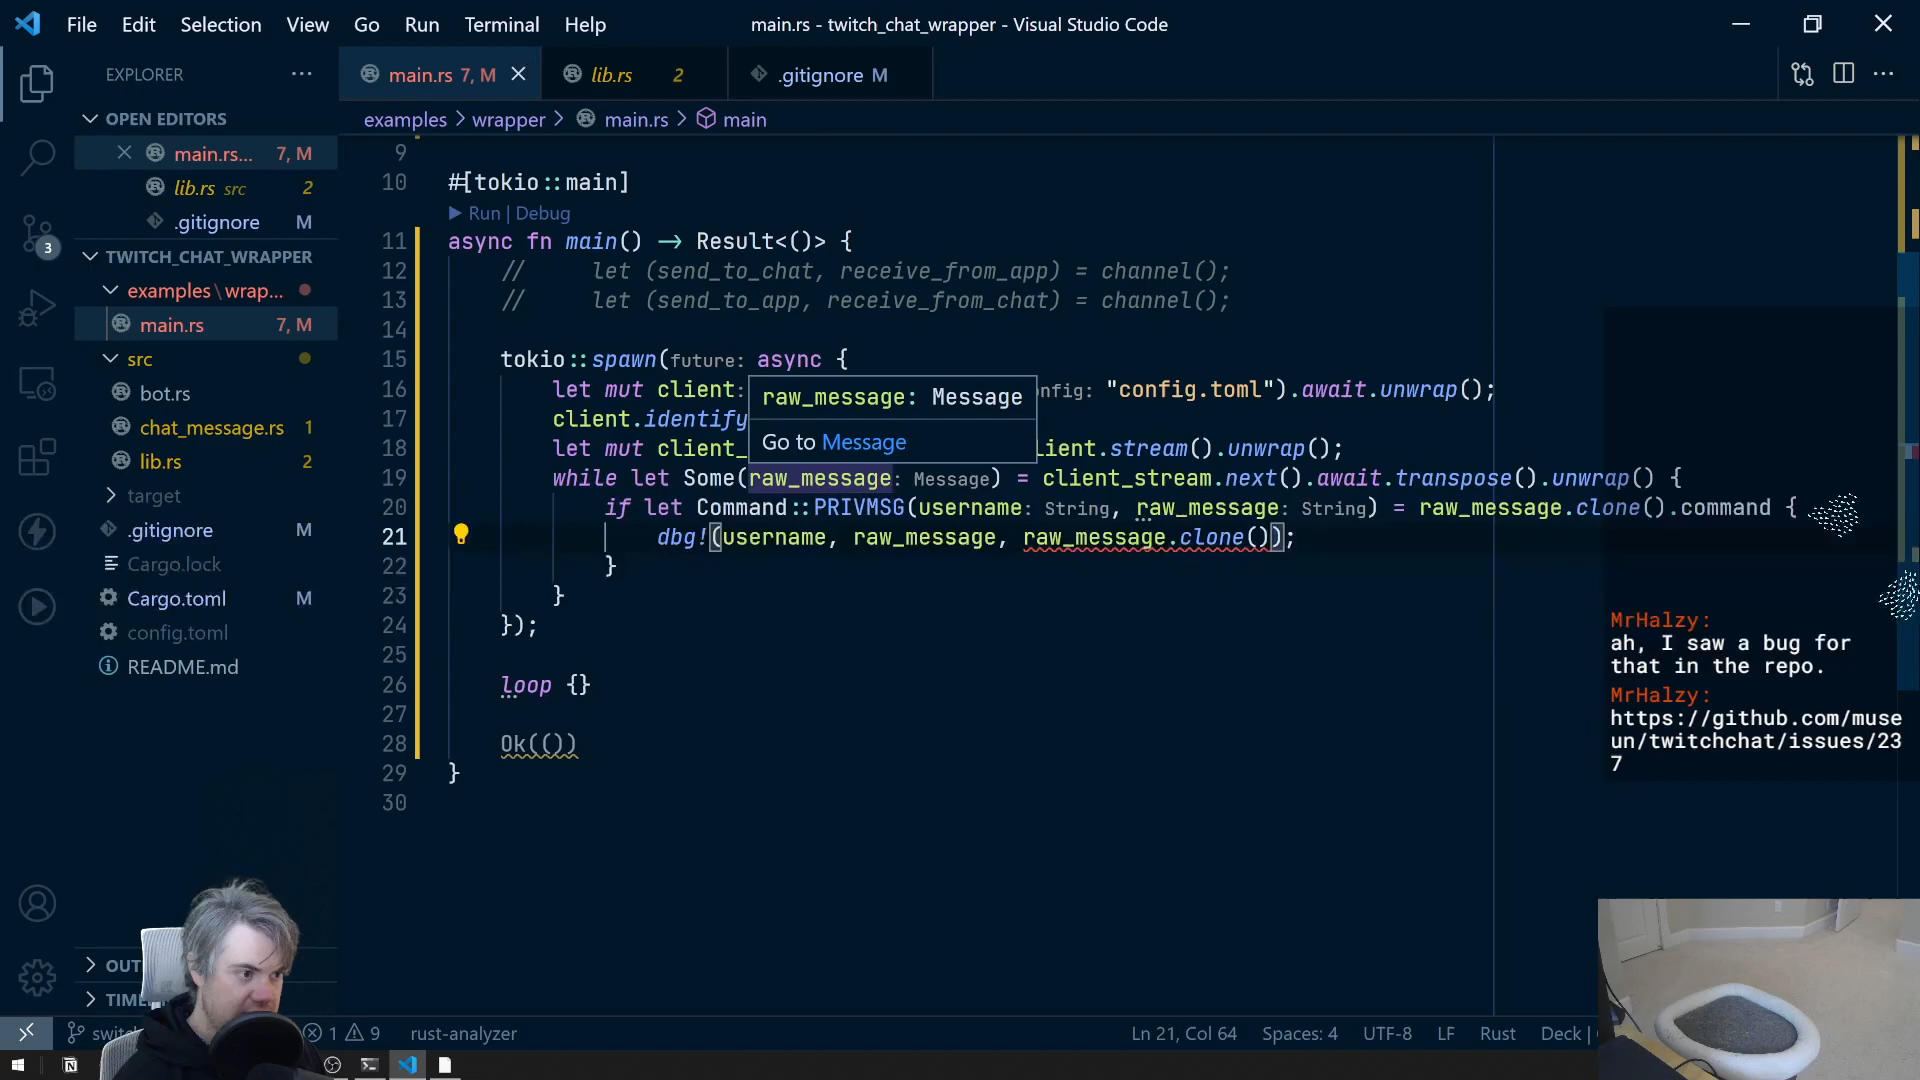 File Edit Selection View Go Run Terminal Help
main.rs - twitch_chat_wrapper - Visual Studio Code
EXPLORER
main.rs 7, M
lib.rs 2
.gitignore M
OPEN EDITORS
main.rs... 7, M
lib.rs src 2
.gitignore M
TWITCH_CHAT_WRAPPER
examples\wrap...
main.rs 7, M
src
bot.rs
chat_message.rs 1
lib.rs 2
target
.gitignore M
Cargo.lock
Cargo.toml M
config.toml
README.md
3
examples > wrapper > main.rs > main
9
10 #[tokio::main]
Run | Debug
11 async fn main() → Result<()> {
12 // let (send_to_chat, receive_from_app) = channel();
13 // let (send_to_app, receive_from_chat) = channel();
14
15 tokio::spawn(future: async {
16 let mut client: onfig: "config.toml").await.unwrap();
raw_message: Message
17 client.identify
Go to Message
18 let mut client_ lient.stream().unwrap();
19 while let Some(raw_message: Message) = client_stream.next().await.transpose().unwrap() {
20 if let Command::PRIVMSG(username: String, raw_message: String) = raw_message.clone().command {
21 dbg!(username, raw_message, raw_message.clone());
22 }
23 }
24 });
25
26 loop {}
27
28 Ok(())
29 }
30
MrHalzy:
ah, I saw a bug for
that in the repo.
MrHalzy:
https://github.com/muse
un/twitchchat/issues/23
7
OUT
TIME
switc
1 9
rust-analyzer
Ln 21, Col 64 Spaces: 4 UTF-8 LF Rust Deck |